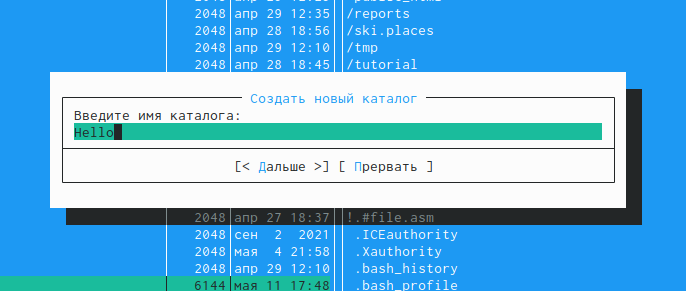 2048 апр 29 12:35 /reports
2048 апр 28 18:56 /ski.places
2048 апр 29 12:10 /tmp
2048 апр 28 18:45 /tutorial
Создать новый каталог
Введите имя каталога:
Hello
[< Дальше >] [ Прервать ]
2048 апр 27 18:37 !.#file.asm
2048 сен 2 2021 .ICEauthority
2048 мая 4 21:58 .Xauthority
2048 апр 29 12:10 .bash_history
6144 мая 11 17:48 .bash_profile